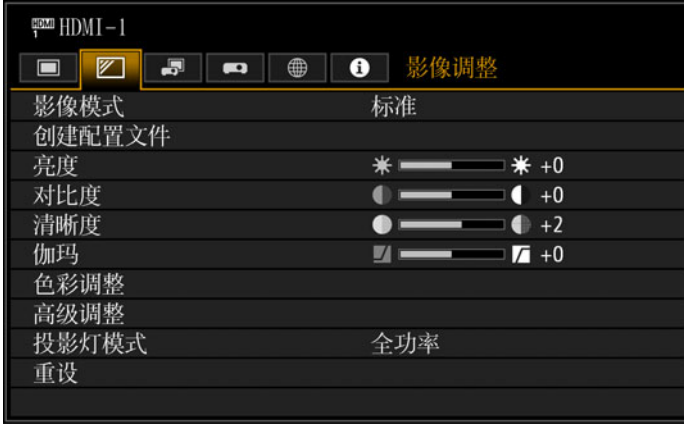 HDMI 1 HDMI-1
影像调整
影像模式 标准
创建配置文件
亮度 +0
对比度 +0
清晰度 +2
伽玛 +0
色彩调整
高级调整
投影灯模式 全功率
重设